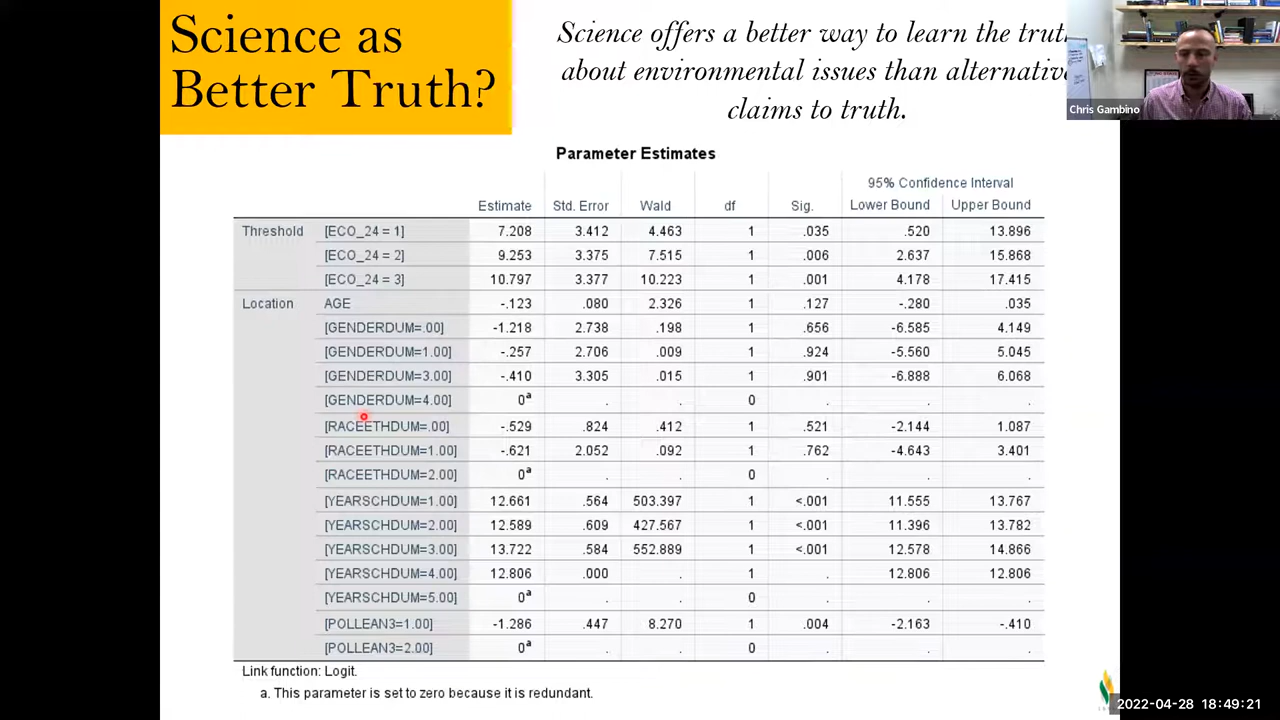 Science as
Better Truth?
Science offers a better way to learn the
about environmental issues than
claims to truth.
Chris Gambino
Parameter Estimates
95% Confidence Interval
Estimate Std. Error Wald df Sig. Lower Bound Upper Bound
Threshold [ECO_24 = 1] 7.208 3.412 4.463 1 .035 .520 13.896
[ECO_24 = 2] 9.253 3.375 7.515 1 .006 2.637 15.868
[ECO_24 = 3] 10.797 3.377 10.223 1 .001 4.178 17.415
Location AGE -.123 .080 2.326 1 .127 -.280 .035
[GENDERDUM=.00] -1.218 2.738 .198 1 .656 -6.585 4.149
[GENDERDUM=1.00] -.257 2.706 .009 1 .924 -5.560 5.045
[GENDERDUM=3.00] -.410 3.305 .015 1 .901 -6.888 6.068
[GENDERDUM=4.00] 0a . . 0 . . .
[RACEETHDUM=.00] -.529 .824 .412 1 .521 -2.144 1.087
[RACEETHDUM=1.00] -.621 2.052 .092 1 .762 -4.643 3.401
[RACEETHDUM=2.00] 0a . . 0 . . .
[YEARSCHDUM=1.00] 12.661 .564 503.397 1 <.001 11.555 13.767
[YEARSCHDUM=2.00] 12.589 .609 427.567 1 <.001 11.396 13.782
[YEARSCHDUM=3.00] 13.722 .584 552.889 1 <.001 12.578 14.866
[YEARSCHDUM=4.00] 12.806 .000 . 1 . 12.806 12.806
[YEARSCHDUM=5.00] 0a . . 0 . . .
[POLLEAN3=1.00] -1.286 .447 8.270 1 .004 -2.163 -.410
[POLLEAN3=2.00] 0a . . 0 . . .
Link function: Logit.
a. This parameter is set to zero because it is redundant.
2022-04-28 18:49:21